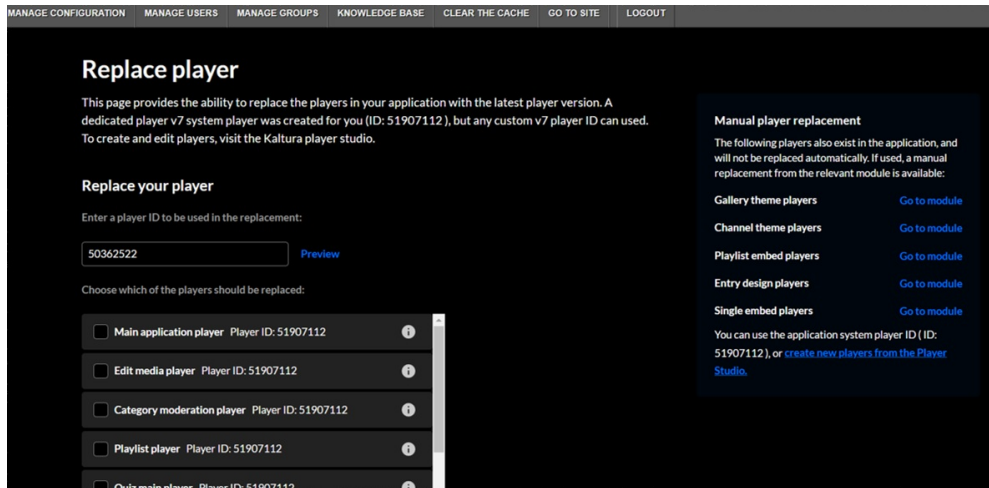 MANAGE CONFIGURATION MANAGE USERS MANAGE GROUPS KNOWLEDGE BASE CLEAR THE CACHE GO TO SITE LOGOUT
Replace player
This page provides the ability to replace the players in your application with the latest player version. A
dedicated player v7 system player was created for you (ID: 51907112 ), but any custom v7 player ID can used.
To create and edit players, visit the Kaltura player studio.
Replace your player
Enter a player ID to be used in the replacement:
50362522 Preview
Choose which of the players should be replaced:
Main application player Player ID: 51907112
Edit media player Player ID: 51907112
Category moderation player Player ID: 51907112
Playlist player Player ID: 51907112
Quiz main player Player ID: 51907112
Manual player replacement
The following players also exist in the application, and
will not be replaced automatically. If used, a manual
replacement from the relevant module is available:
Gallery theme players Go to module
Channel theme players Go to module
Playlist embed players Go to module
Entry design players Go to module
Single embed players Go to module
You can use the application system player ID ( ID:
51907112 ), or create new players from the Player
Studio.